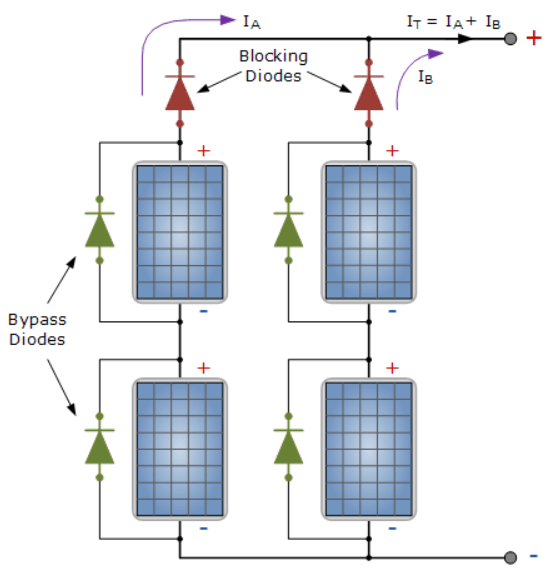 I_A
I_T = I_A + I_B
+
Blocking
Diodes
I_B
+
+
Bypass
Diodes
-
-
+
+
-
-
-